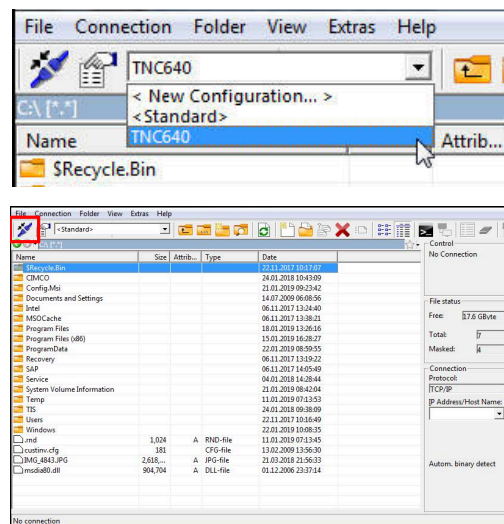 File Connection Folder View Extras Help
TNC640
C:\ [*.*]
< New Configuration... >
<Standard>
TNC640
Name Attrib...
$Recycle.Bin
File Connection Folder View Extras Help
<Standard>
C:\ [*.*]
Control
No Connection
Name Size Attrib... Type Date
$Recycle.Bin 22.11.2017 10:17:07
CIMCO 24.01.2018 10:43:09
Config.Msi 21.01.2019 09:23:42
Documents and Settings 14.07.2009 06:08:56
Intel 06.11.2017 13:24:40
MSOCache 06.11.2017 13:38:21
Program Files 18.01.2019 13:26:16
Program Files (x86) 15.01.2019 16:28:27
ProgramData 22.01.2019 08:59:55
Recovery 06.11.2017 13:19:22
SAP 06.11.2017 14:05:49
Service 04.01.2018 14:28:44
System Volume Information 21.01.2019 08:42:04
Temp 11.01.2019 07:13:53
TIS 24.01.2018 09:38:09
Users 22.11.2017 10:16:49
Windows 22.01.2019 10:08:35
.rnd 1,024 A RND-file 11.01.2019 07:13:45
custinv.cfg 181 CFG-file 13.02.2009 13:56:30
IMG_4843.JPG 2,618,... A JPG-file 21.03.2018 21:56:33
msdia80.dll 904,704 A DLL-file 01.12.2006 23:37:14
File status
Free: 17.6 GByte
Total: 7
Masked: 4
Connection
Protocol:
TCP/IP
IP Address/Host Name:
Autom. binary detect
No connection